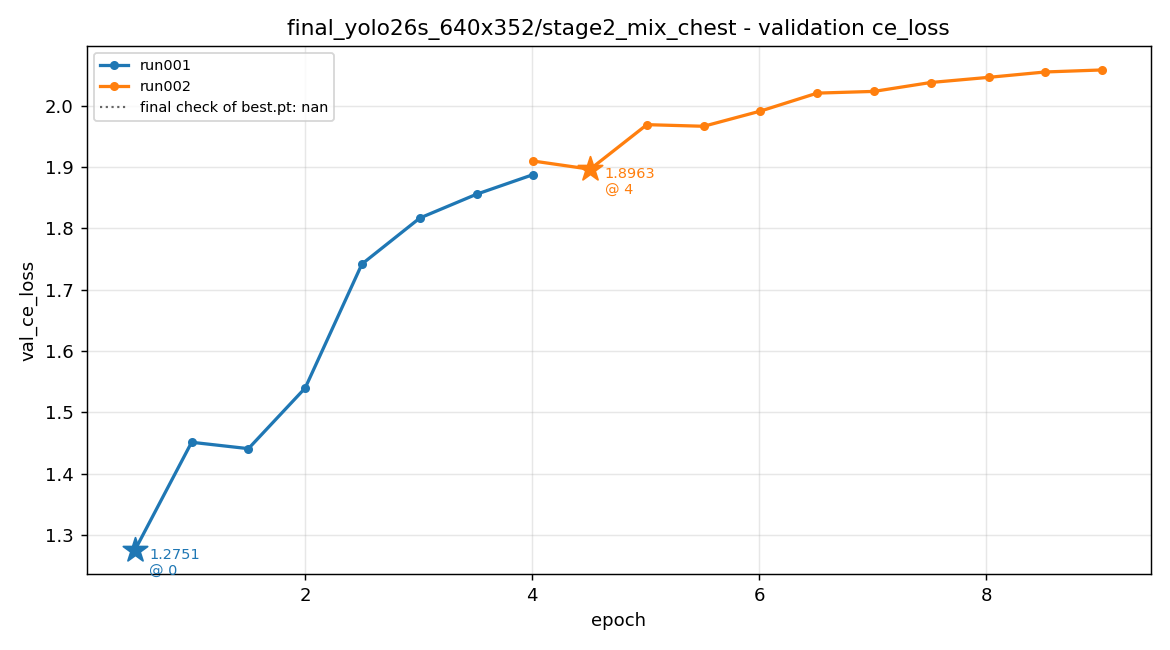 final_yolo26s_640x352/stage2_mix_chest - validation ce_loss
run001
run002
final check of best.pt: nan
2.0
1.9
1.8
1.7
1.6
1.5
1.4
1.3
val_ce_loss
1.8963
@ 4
1.2751
@ 0
2
4
6
8
epoch